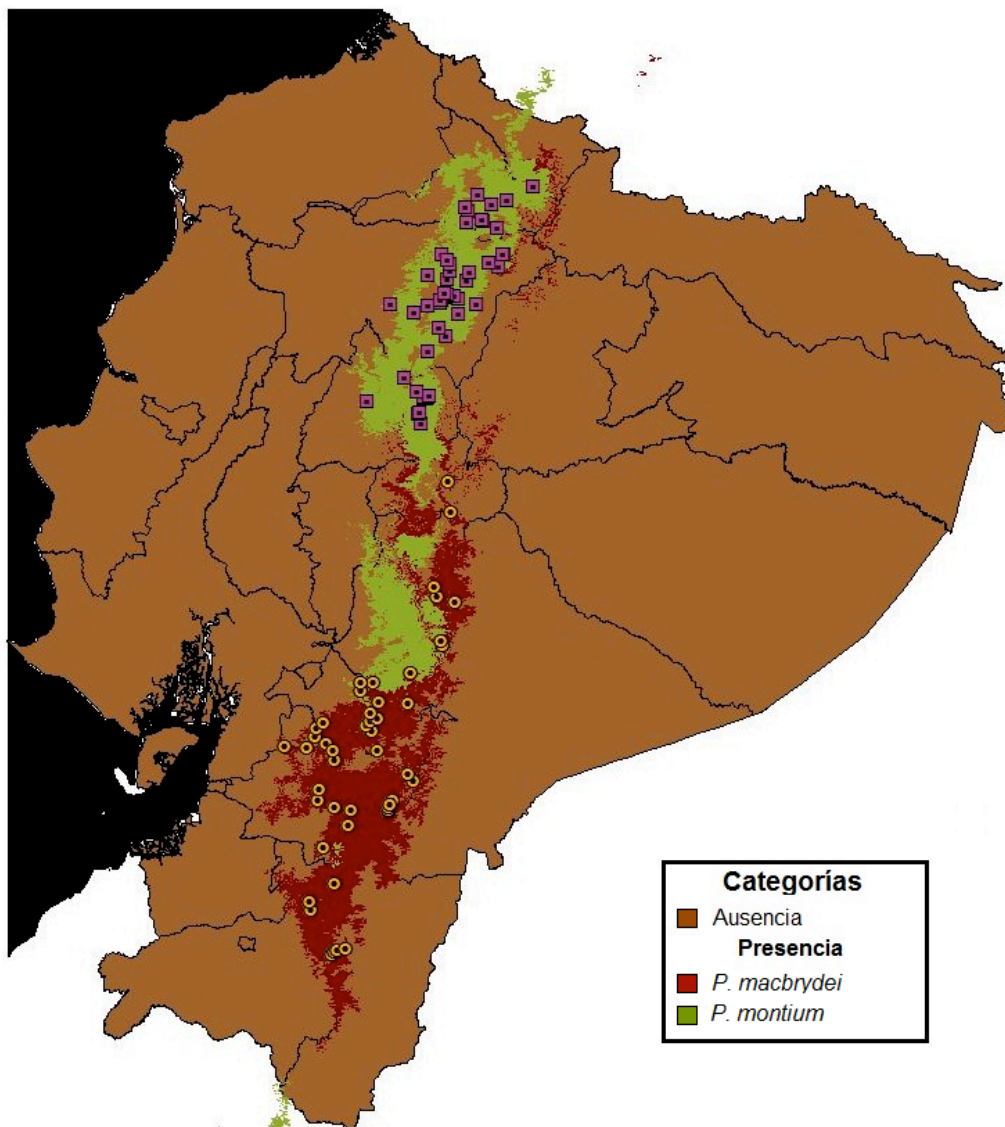 Categorías
Ausencia
Presencia
P. macbrydei
P. montium